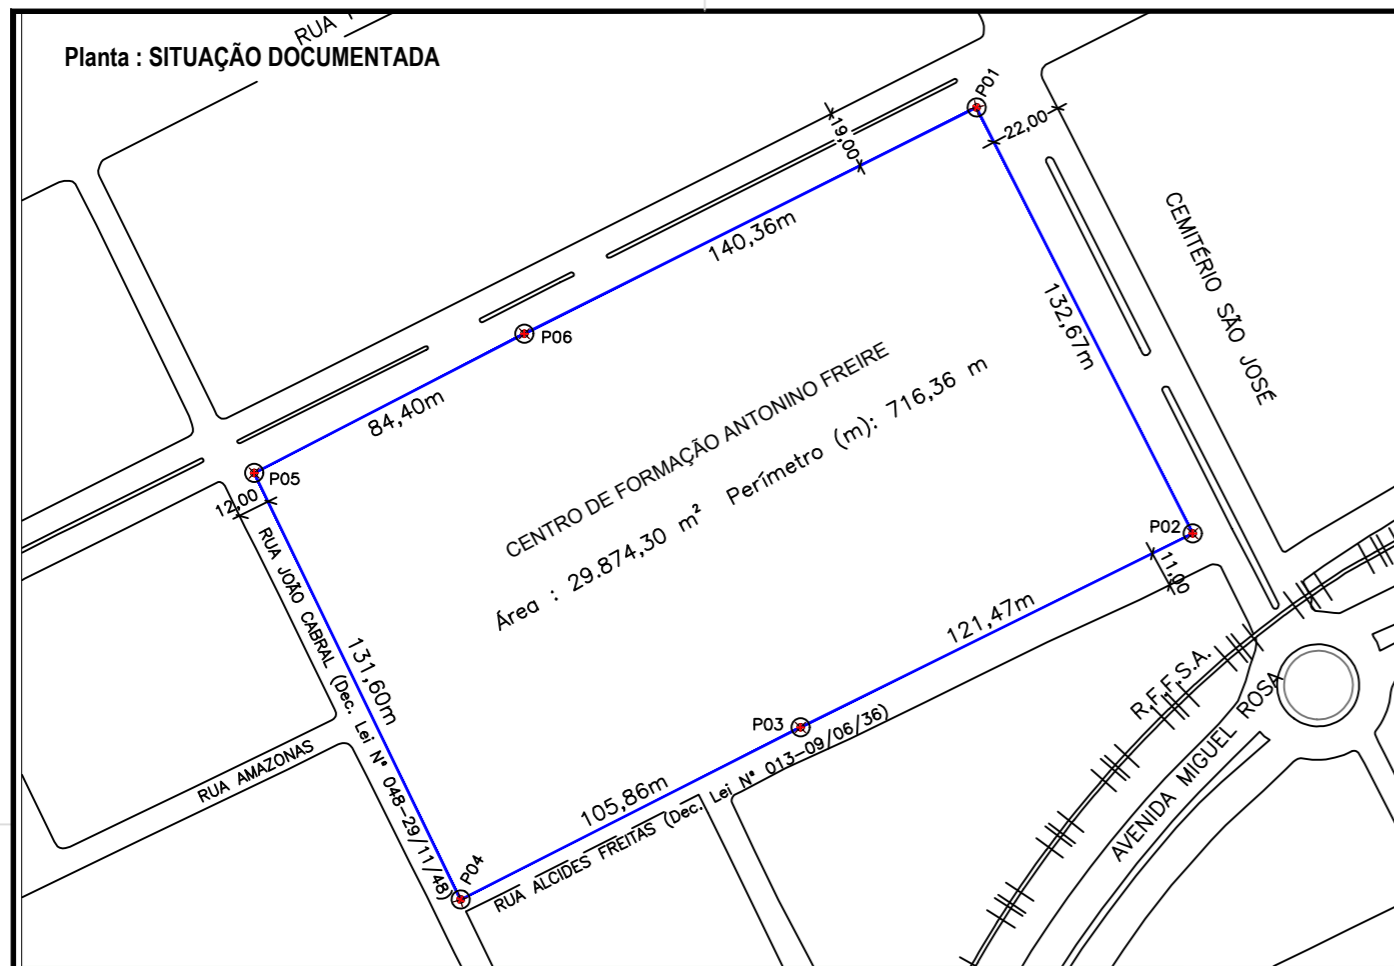 RUA
Planta : SITUAÇÃO DOCUMENTADA
P01
19,00
22,00
140,36m
CEMITÉRIO SÃO JOSÉ
132,67m
P06
84,40m
CENTRO DE FORMAÇÃO ANTONINO FREIRE
Área : 29.874,30 m² Perímetro (m): 716,36 m
P05
12,00
P02
11,00
RUA JOÃO CABRAL (Dec. Lei Nº 048-29/11/48)
131,60m
121,47m
R.F.F.S.A.
P03
AVENIDA MIGUEL ROSA
RUA AMAZONAS
105,86m
P04
RUA ALCIDES FREITAS (Dec. Lei Nº 013-09/06/36)